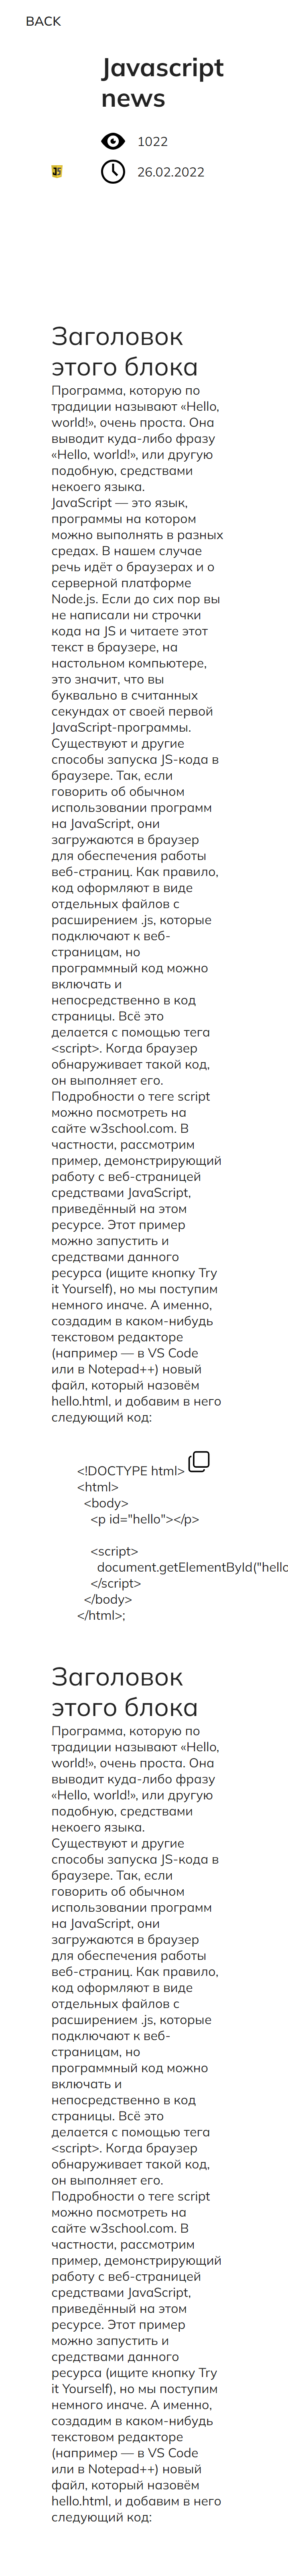 BACK
Javascript
news
1022
JS
26.02.2022
Заголовок
этого блока
Программа, которую по
традиции называют «Hello,
world!», очень проста. Она
выводит куда-либо фразу
«Hello, world!», или другую
подобную, средствами
некоего языка.
JavaScript — это язык,
программы на котором
можно выполнять в разных
средах. В нашем случае
речь идёт о браузерах и о
серверной платформе
Node.js. Если до сих пор вы
не написали ни строчки
кода на JS и читаете этот
текст в браузере, на
настольном компьютере,
это значит, что вы
буквально в считанных
секундах от своей первой
JavaScript-программы.
Существуют и другие
способы запуска JS-кода в
браузере. Так, если
говорить об обычном
использовании программ
на JavaScript, они
загружаются в браузер
для обеспечения работы
веб-страниц. Как правило,
код оформляют в виде
отдельных файлов с
расширением .js, которые
подключают к веб-
страницам, но
программный код можно
включать и
непосредственно в код
страницы. Всё это
делается с помощью тега
<script>. Когда браузер
обнаруживает такой код,
он выполняет его.
Подробности о теге script
можно посмотреть на
сайте w3school.com. В
частности, рассмотрим
пример, демонстрирующий
работу с веб-страницей
средствами JavaScript,
приведённый на этом
ресурсе. Этот пример
можно запустить и
средствами данного
ресурса (ищите кнопку Try
it Yourself), но мы поступим
немного иначе. А именно,
создадим в каком-нибудь
текстовом редакторе
(например — в VS Code
или в Notepad++) новый
файл, который назовём
hello.html, и добавим в него
следующий код:
<!DOCTYPE html>
<html>
<body>
<p id="hello"></p>
<script>
document.getElementById("hello
</script>
</body>
</html>;
Заголовок
этого блока
Программа, которую по
традиции называют «Hello,
world!», очень проста. Она
выводит куда-либо фразу
«Hello, world!», или другую
подобную, средствами
некоего языка.
Существуют и другие
способы запуска JS-кода в
браузере. Так, если
говорить об обычном
использовании программ
на JavaScript, они
загружаются в браузер
для обеспечения работы
веб-страниц. Как правило,
код оформляют в виде
отдельных файлов с
расширением .js, которые
подключают к веб-
страницам, но
программный код можно
включать и
непосредственно в код
страницы. Всё это
делается с помощью тега
<script>. Когда браузер
обнаруживает такой код,
он выполняет его.
Подробности о теге script
можно посмотреть на
сайте w3school.com. В
частности, рассмотрим
пример, демонстрирующий
работу с веб-страницей
средствами JavaScript,
приведённый на этом
ресурсе. Этот пример
можно запустить и
средствами данного
ресурса (ищите кнопку Try
it Yourself), но мы поступим
немного иначе. А именно,
создадим в каком-нибудь
текстовом редакторе
(например — в VS Code
или в Notepad++) новый
файл, который назовём
hello.html, и добавим в него
следующий код: